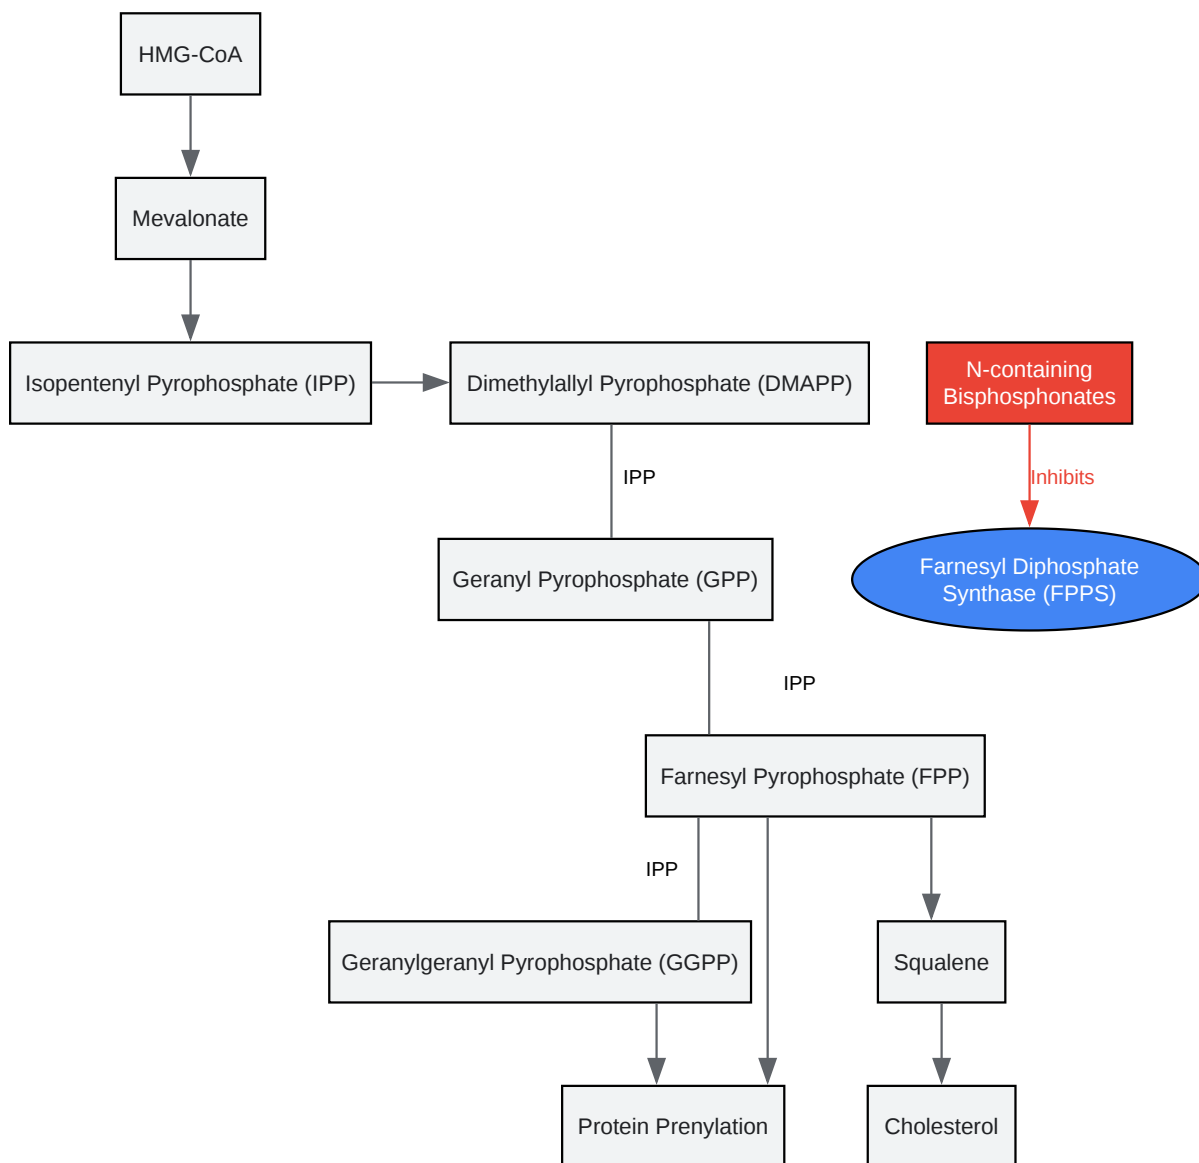 HMG-CoA
Mevalonate
Isopentenyl Pyrophosphate (IPP)
Dimethylallyl Pyrophosphate (DMAPP)
N-containing
Bisphosphonates
IPP
Inhibits
Geranyl Pyrophosphate (GPP)
Farnesyl Diphosphate
Synthase (FPPS)
IPP
Farnesyl Pyrophosphate (FPP)
IPP
Geranylgeranyl Pyrophosphate (GGPP)
Squalene
Protein Prenylation
Cholesterol